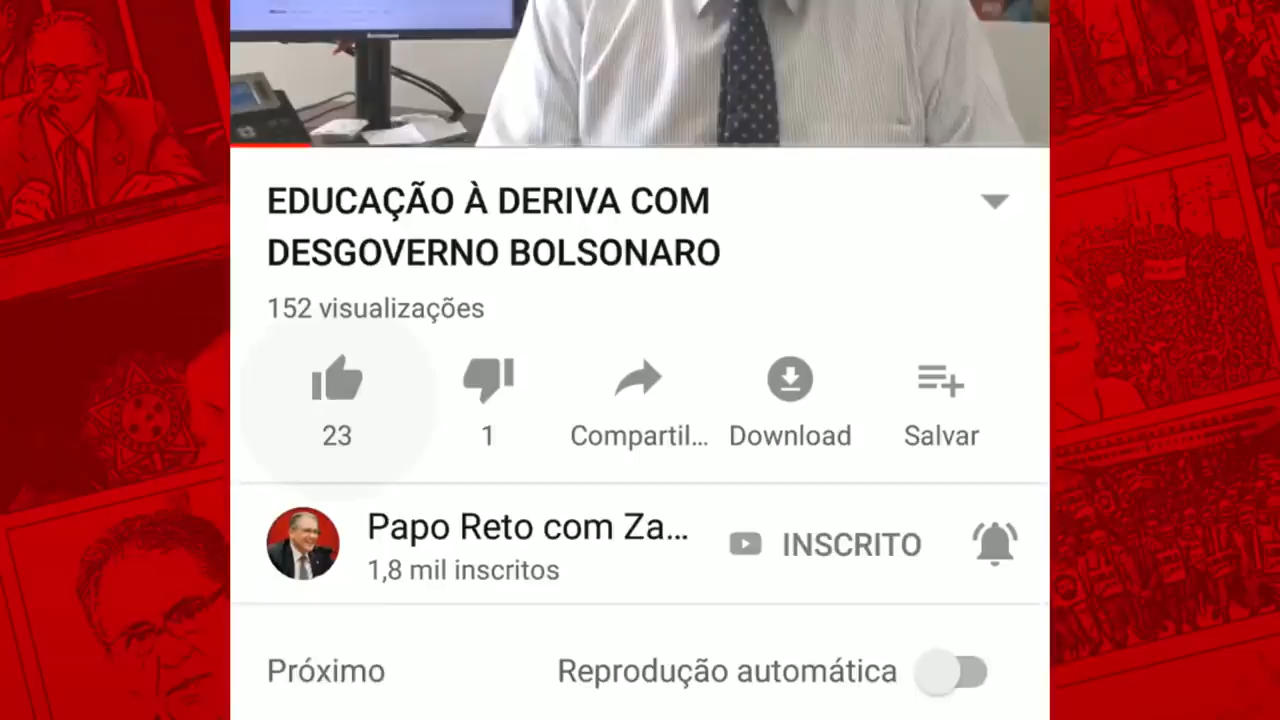 EDUCAÇÃO À DERIVA COM
DESGOVERNO BOLSONARO
152 visualizações
23
1
Compartil...
Download
Salvar
Papo Reto com Za...
INSCRITO
1,8 mil inscritos
Próximo
Reprodução automática